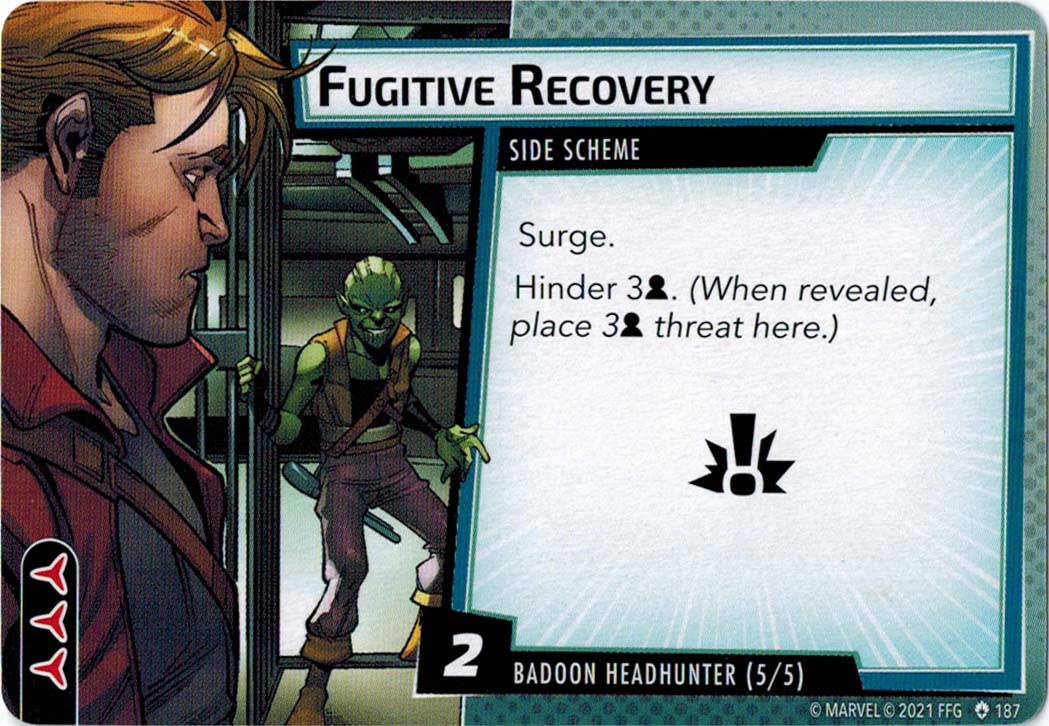 FUGITIVE RECOVERY
SIDE SCHEME
Surge.
Hinder 3. (When revealed,
place 3 threat here.)
2
BADOON HEADHUNTER (5/5)
© MARVEL © 2021 FFG 187